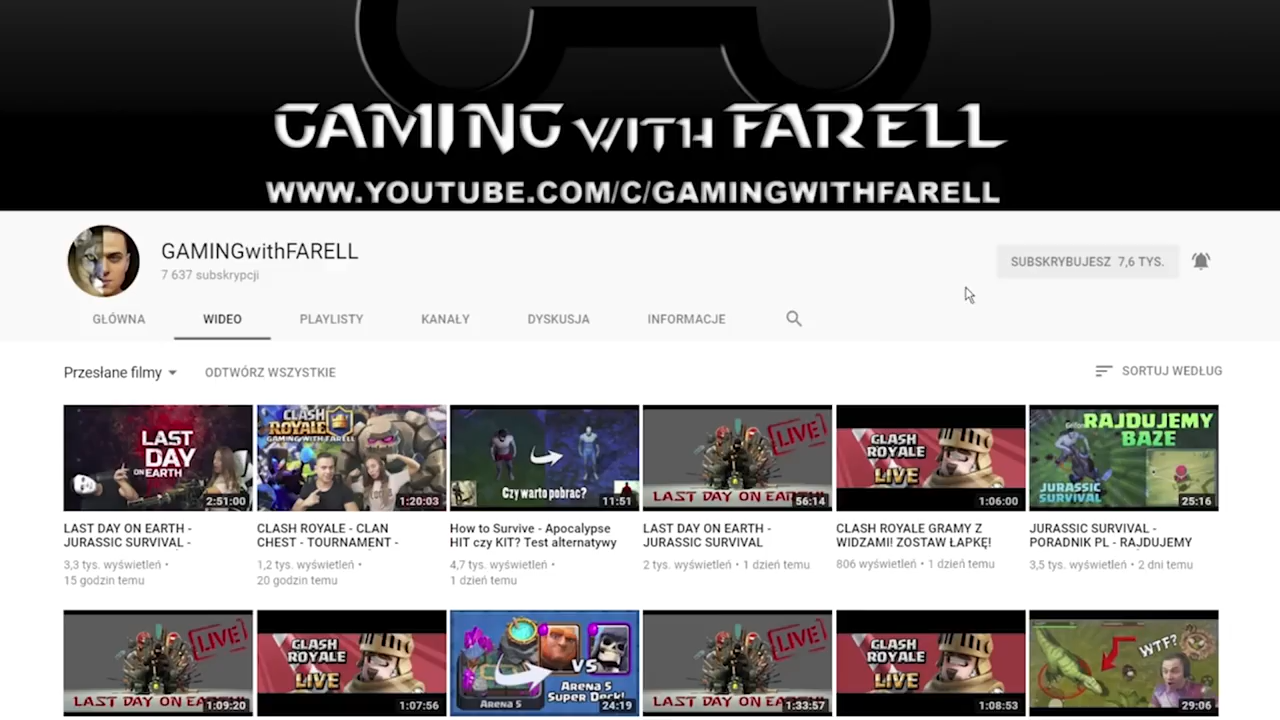 GAMING WITH FARELL
WWW.YOUTUBE.COM/C/GAMINGWITHFARELL
GAMINGwithFARELL
7 637 subskrypcji
SUBSKRYBUJESZ 7,6 TYS.
GŁÓWNA WIDEO PLAYLISTY KANAŁY DYSKUSJA INFORMACJE
Przesłane filmy ODTWÓRZ WSZYSTKIE SORTUJ WEDŁUG
LAST
DAY
ON EARTH
2:51:00
CLASH
ROYALE
GAMING WITH FARELL
1:20:03
Czy warto pobrac?
11:51
LIVE
LAST DAY ON EARTH
56:14
CLASH
ROYALE
LIVE
1:06:00
RAJDUJEMY
BAZE
JURASSIC
SURVIVAL
25:16
LAST DAY ON EARTH -
JURASSIC SURVIVAL -
3,3 tys. wyświetleń •
15 godzin temu
CLASH ROYALE - CLAN
CHEST - TOURNAMENT -
1,2 tys. wyświetleń •
20 godzin temu
How to Survive - Apocalypse
HIT czy KIT? Test alternatywy
4,7 tys. wyświetleń •
1 dzień temu
LAST DAY ON EARTH -
JURASSIC SURVIVAL
2 tys. wyświetleń • 1 dzień temu
CLASH ROYALE GRAMY Z
WIDZAMI! ZOSTAW ŁAPKĘ!
806 wyświetleń • 1 dzień temu
JURASSIC SURVIVAL -
PORADNIK PL - RAJDUJEMY
3,5 tys. wyświetleń • 2 dni temu
LIVE
LAST DAY ON EA
1:09:20
CLASH
ROYALE
LIVE
1:07:56
VS
Arena 5
Arena 5
Super Deck!
24:19
LIVE
LAST DAY ON EA
1:33:57
CLASH
ROYALE
LIVE
1:08:53
WTF?
29:06